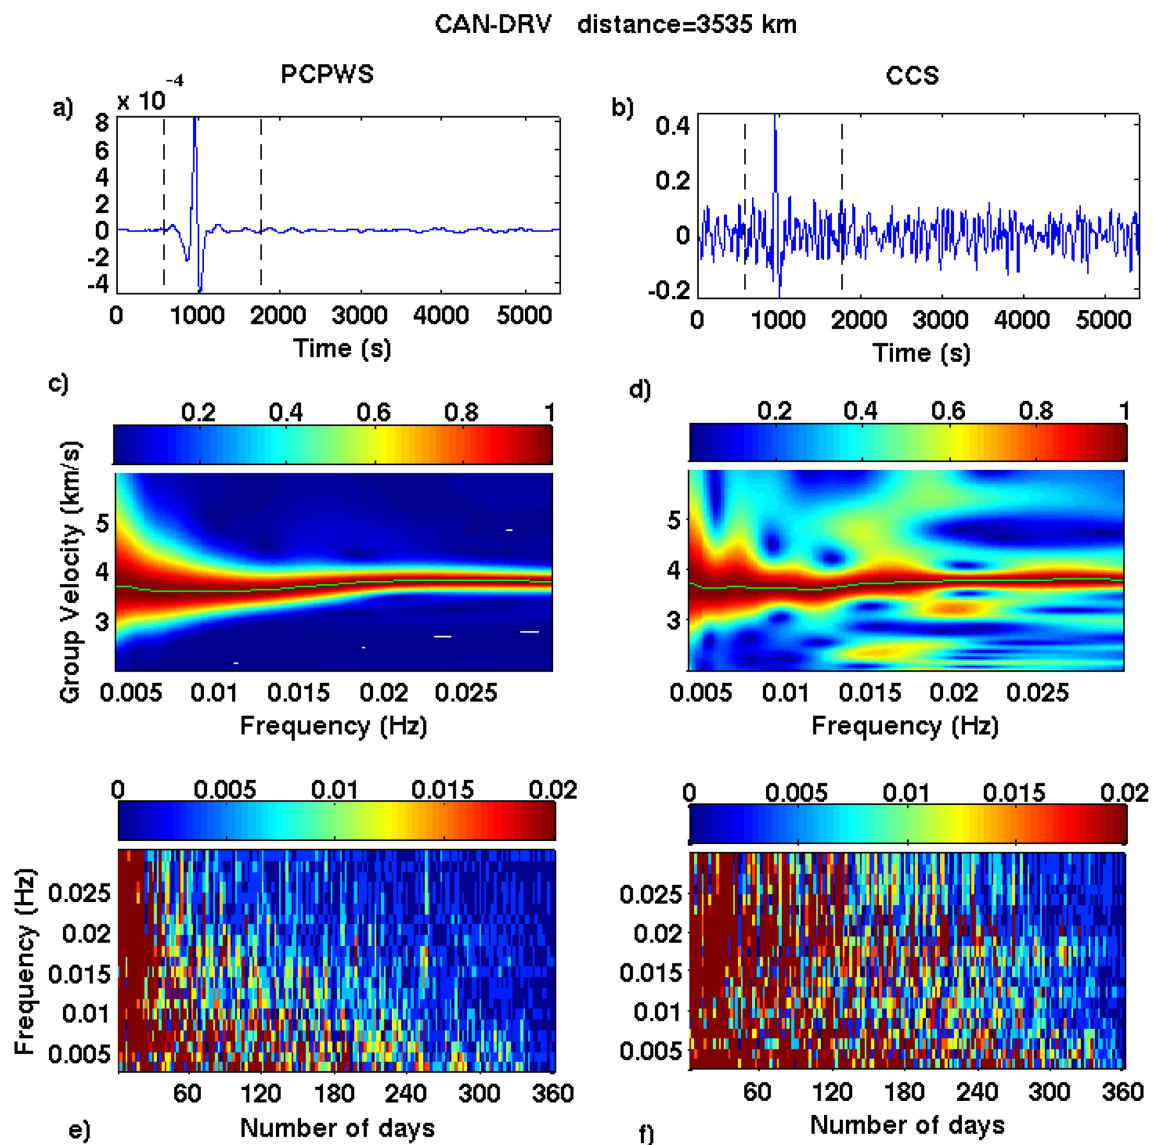 CAN-DRV distance=3535 km
PCPWS
CCS
a)
x 10
-4
8
6
4
2
0
-2
-4
0 1000 2000 3000 4000 5000
Time (s)
b)
0.4
0.2
0
-0.2
0 1000 2000 3000 4000 5000
Time (s)
c)
0.2 0.4 0.6 0.8 1
Group Velocity (km/s)
5
4
3
0.005 0.01 0.015 0.02 0.025
Frequency (Hz)
d)
0.2 0.4 0.6 0.8 1
5
4
3
0.005 0.01 0.015 0.02 0.025
Frequency (Hz)
0 0.005 0.01 0.015 0.02
Frequency (Hz)
0.025
0.02
0.015
0.01
0.005
60 120 180 240 300 360
Number of days
e)
0 0.005 0.01 0.015 0.02
0.025
0.02
0.015
0.01
0.005
60 120 180 240 300 360
Number of days
f)